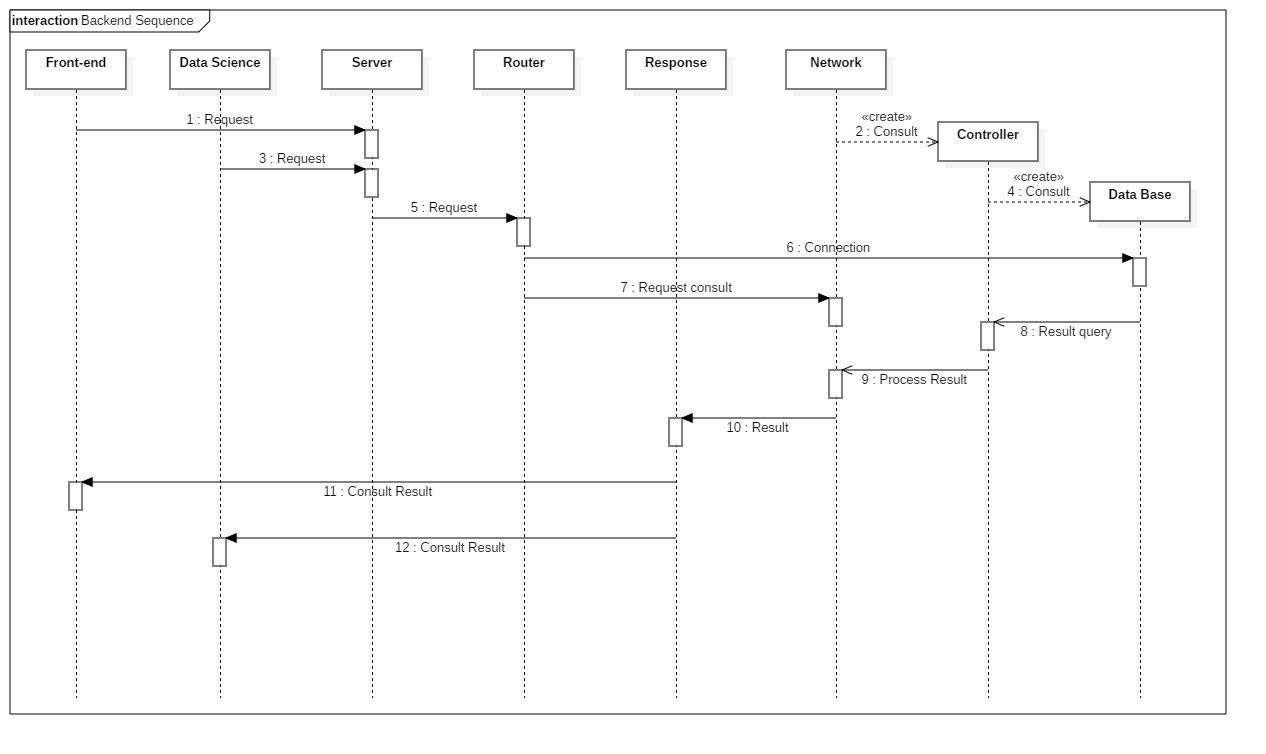 interaction Backend Sequence
Front-end
Data Science
Server
Router
Response
Network
Controller
Data Base
1 : Request
«create»
2 : Consult
3 : Request
«create»
4 : Consult
5 : Request
6 : Connection
7 : Request consult
8 : Result query
9 : Process Result
10 : Result
11 : Consult Result
12 : Consult Result